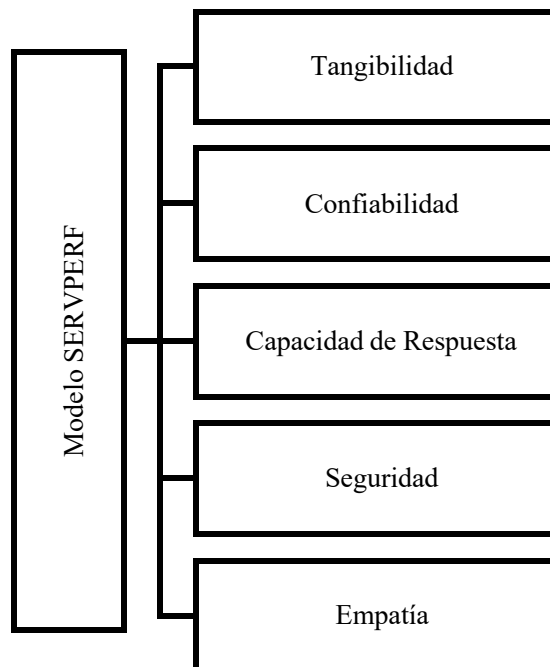 Modelo SERVPERF
Tangibilidad
Confiabilidad
Capacidad de Respuesta
Seguridad
Empatía